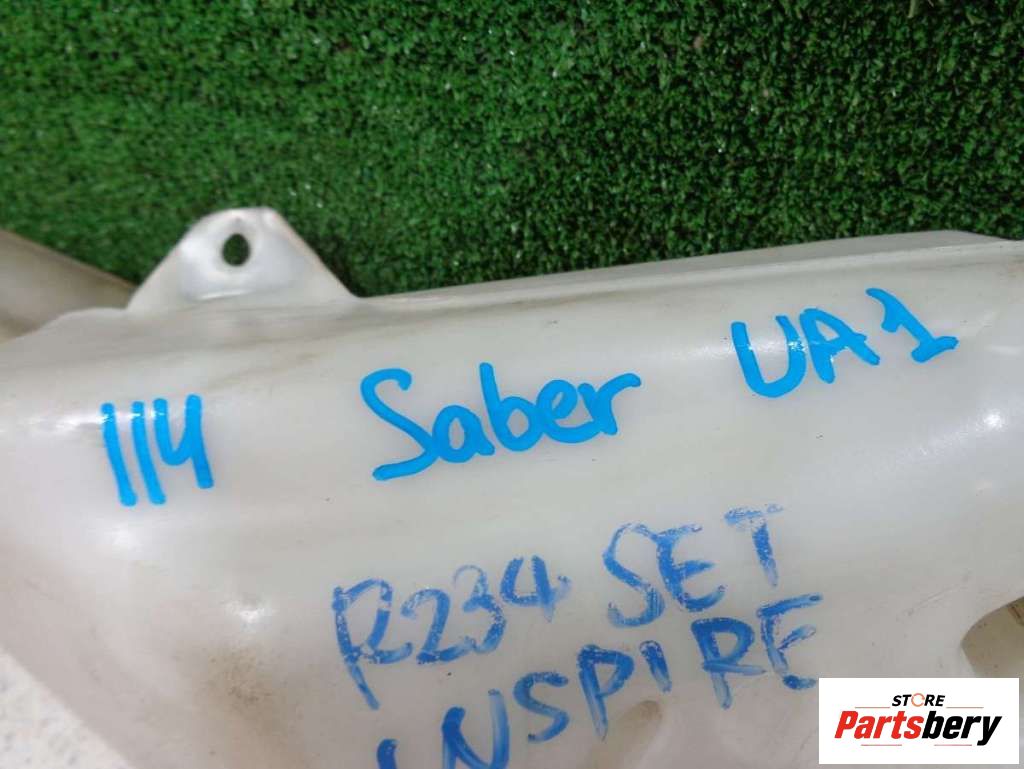 114 Saber UA1
R234 SET
INSPIRE
STORE
Partsbery